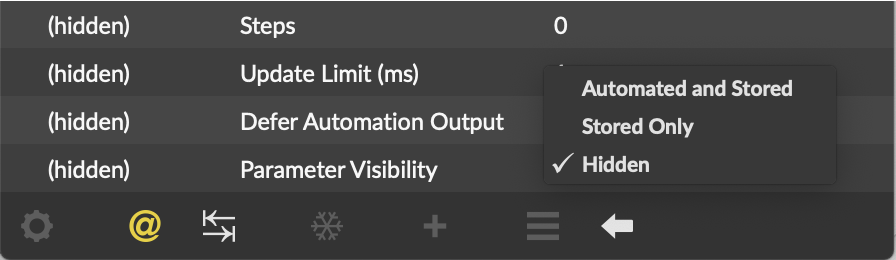 (hidden) Steps 0
(hidden) Update Limit (ms)
Automated and Stored
(hidden) Defer Automation Output
Stored Only
(hidden) Parameter Visibility
✓ Hidden
@